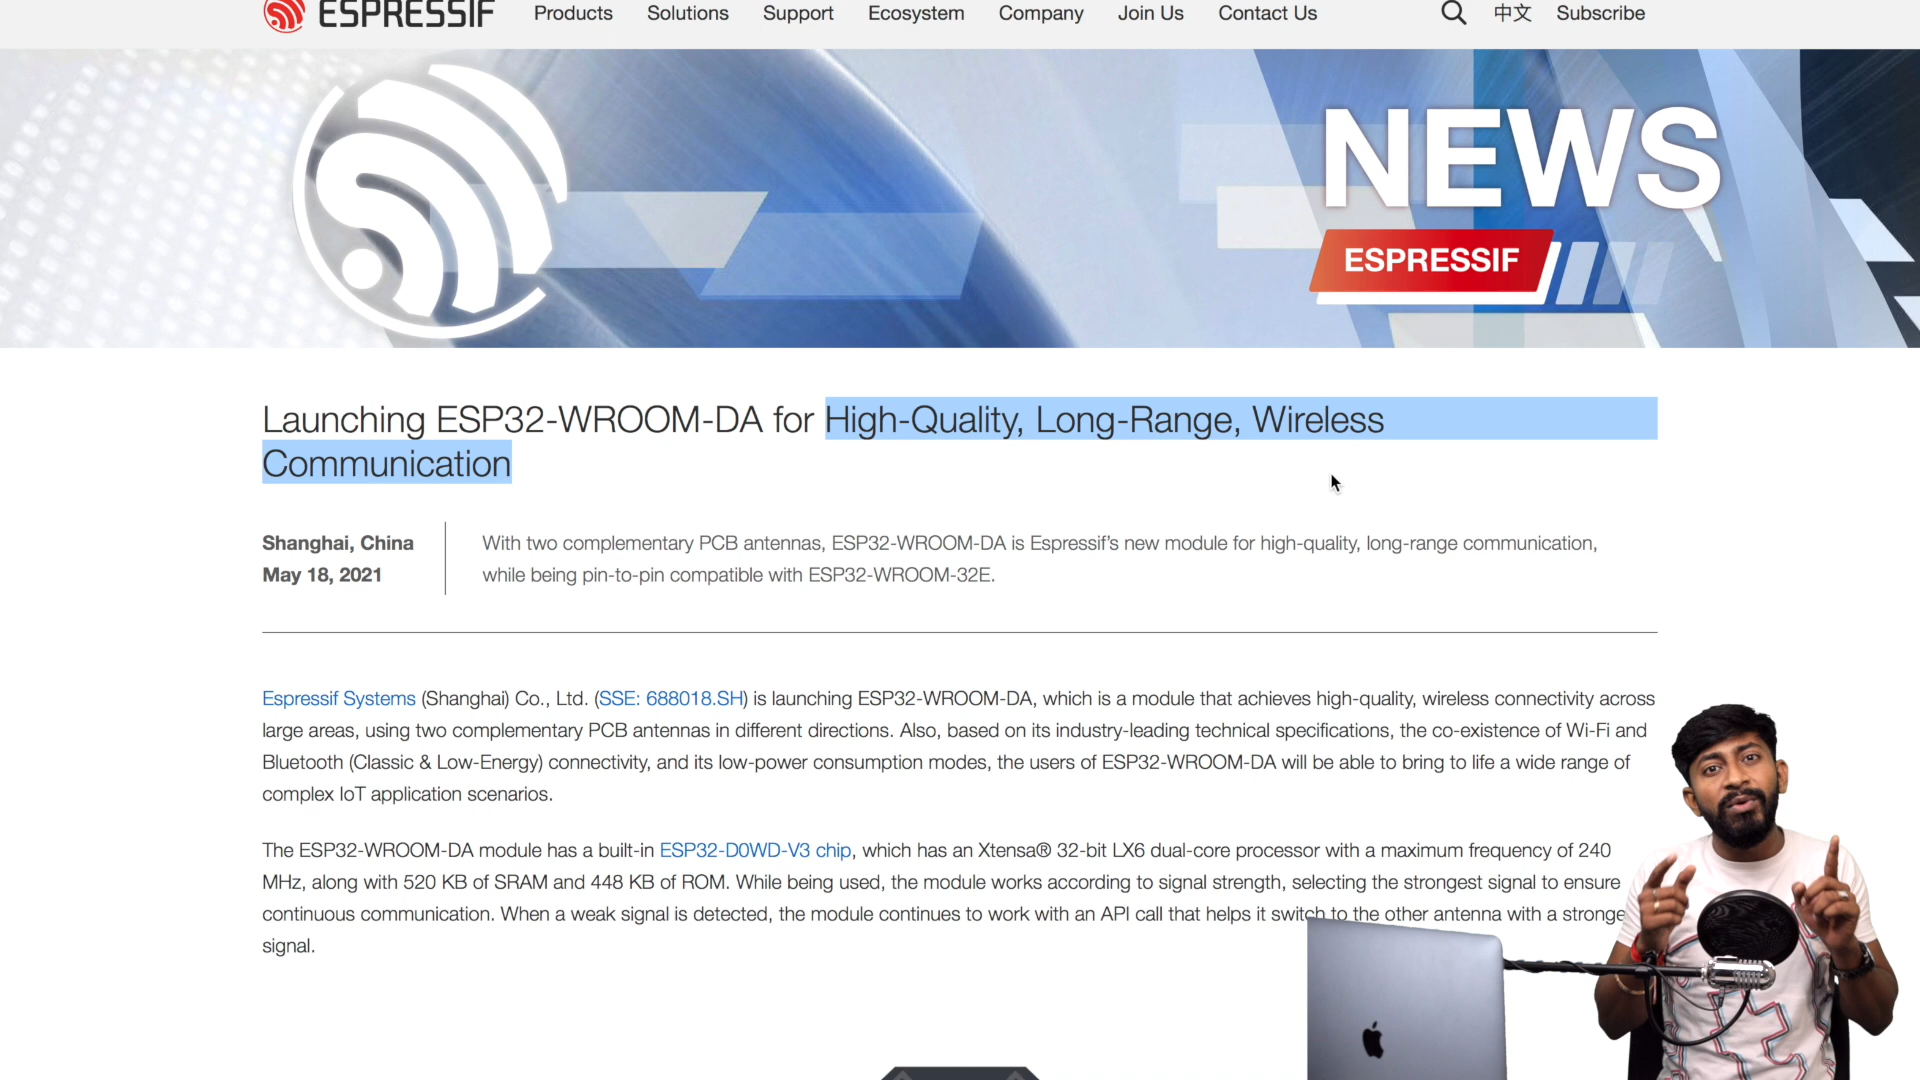 ESPRESSIF Products Solutions Support Ecosystem Company Join Us Contact Us 中文 Subscribe
NEWS
ESPRESSIF
Launching ESP32-WROOM-DA for High-Quality, Long-Range, Wireless
Communication
Shanghai, China
May 18, 2021
With two complementary PCB antennas, ESP32-WROOM-DA is Espressif's new module for high-quality, long-range communication,
while being pin-to-pin compatible with ESP32-WROOM-32E.
Espressif Systems (Shanghai) Co., Ltd. (SSE: 688018.SH) is launching ESP32-WROOM-DA, which is a module that achieves high-quality, wireless connectivity across
large areas, using two complementary PCB antennas in different directions. Also, based on its industry-leading technical specifications, the co-existence of Wi-Fi and
Bluetooth (Classic & Low-Energy) connectivity, and its low-power consumption modes, the users of ESP32-WROOM-DA will be able to bring to life a wide range of
complex IoT application scenarios.
The ESP32-WROOM-DA module has a built-in ESP32-D0WD-V3 chip, which has an Xtensa® 32-bit LX6 dual-core processor with a maximum frequency of 240
MHz, along with 520 KB of SRAM and 448 KB of ROM. While being used, the module works according to signal strength, selecting the strongest signal to ensure
continuous communication. When a weak signal is detected, the module continues to work with an API call that helps it switch to the other antenna with a stronge
signal.